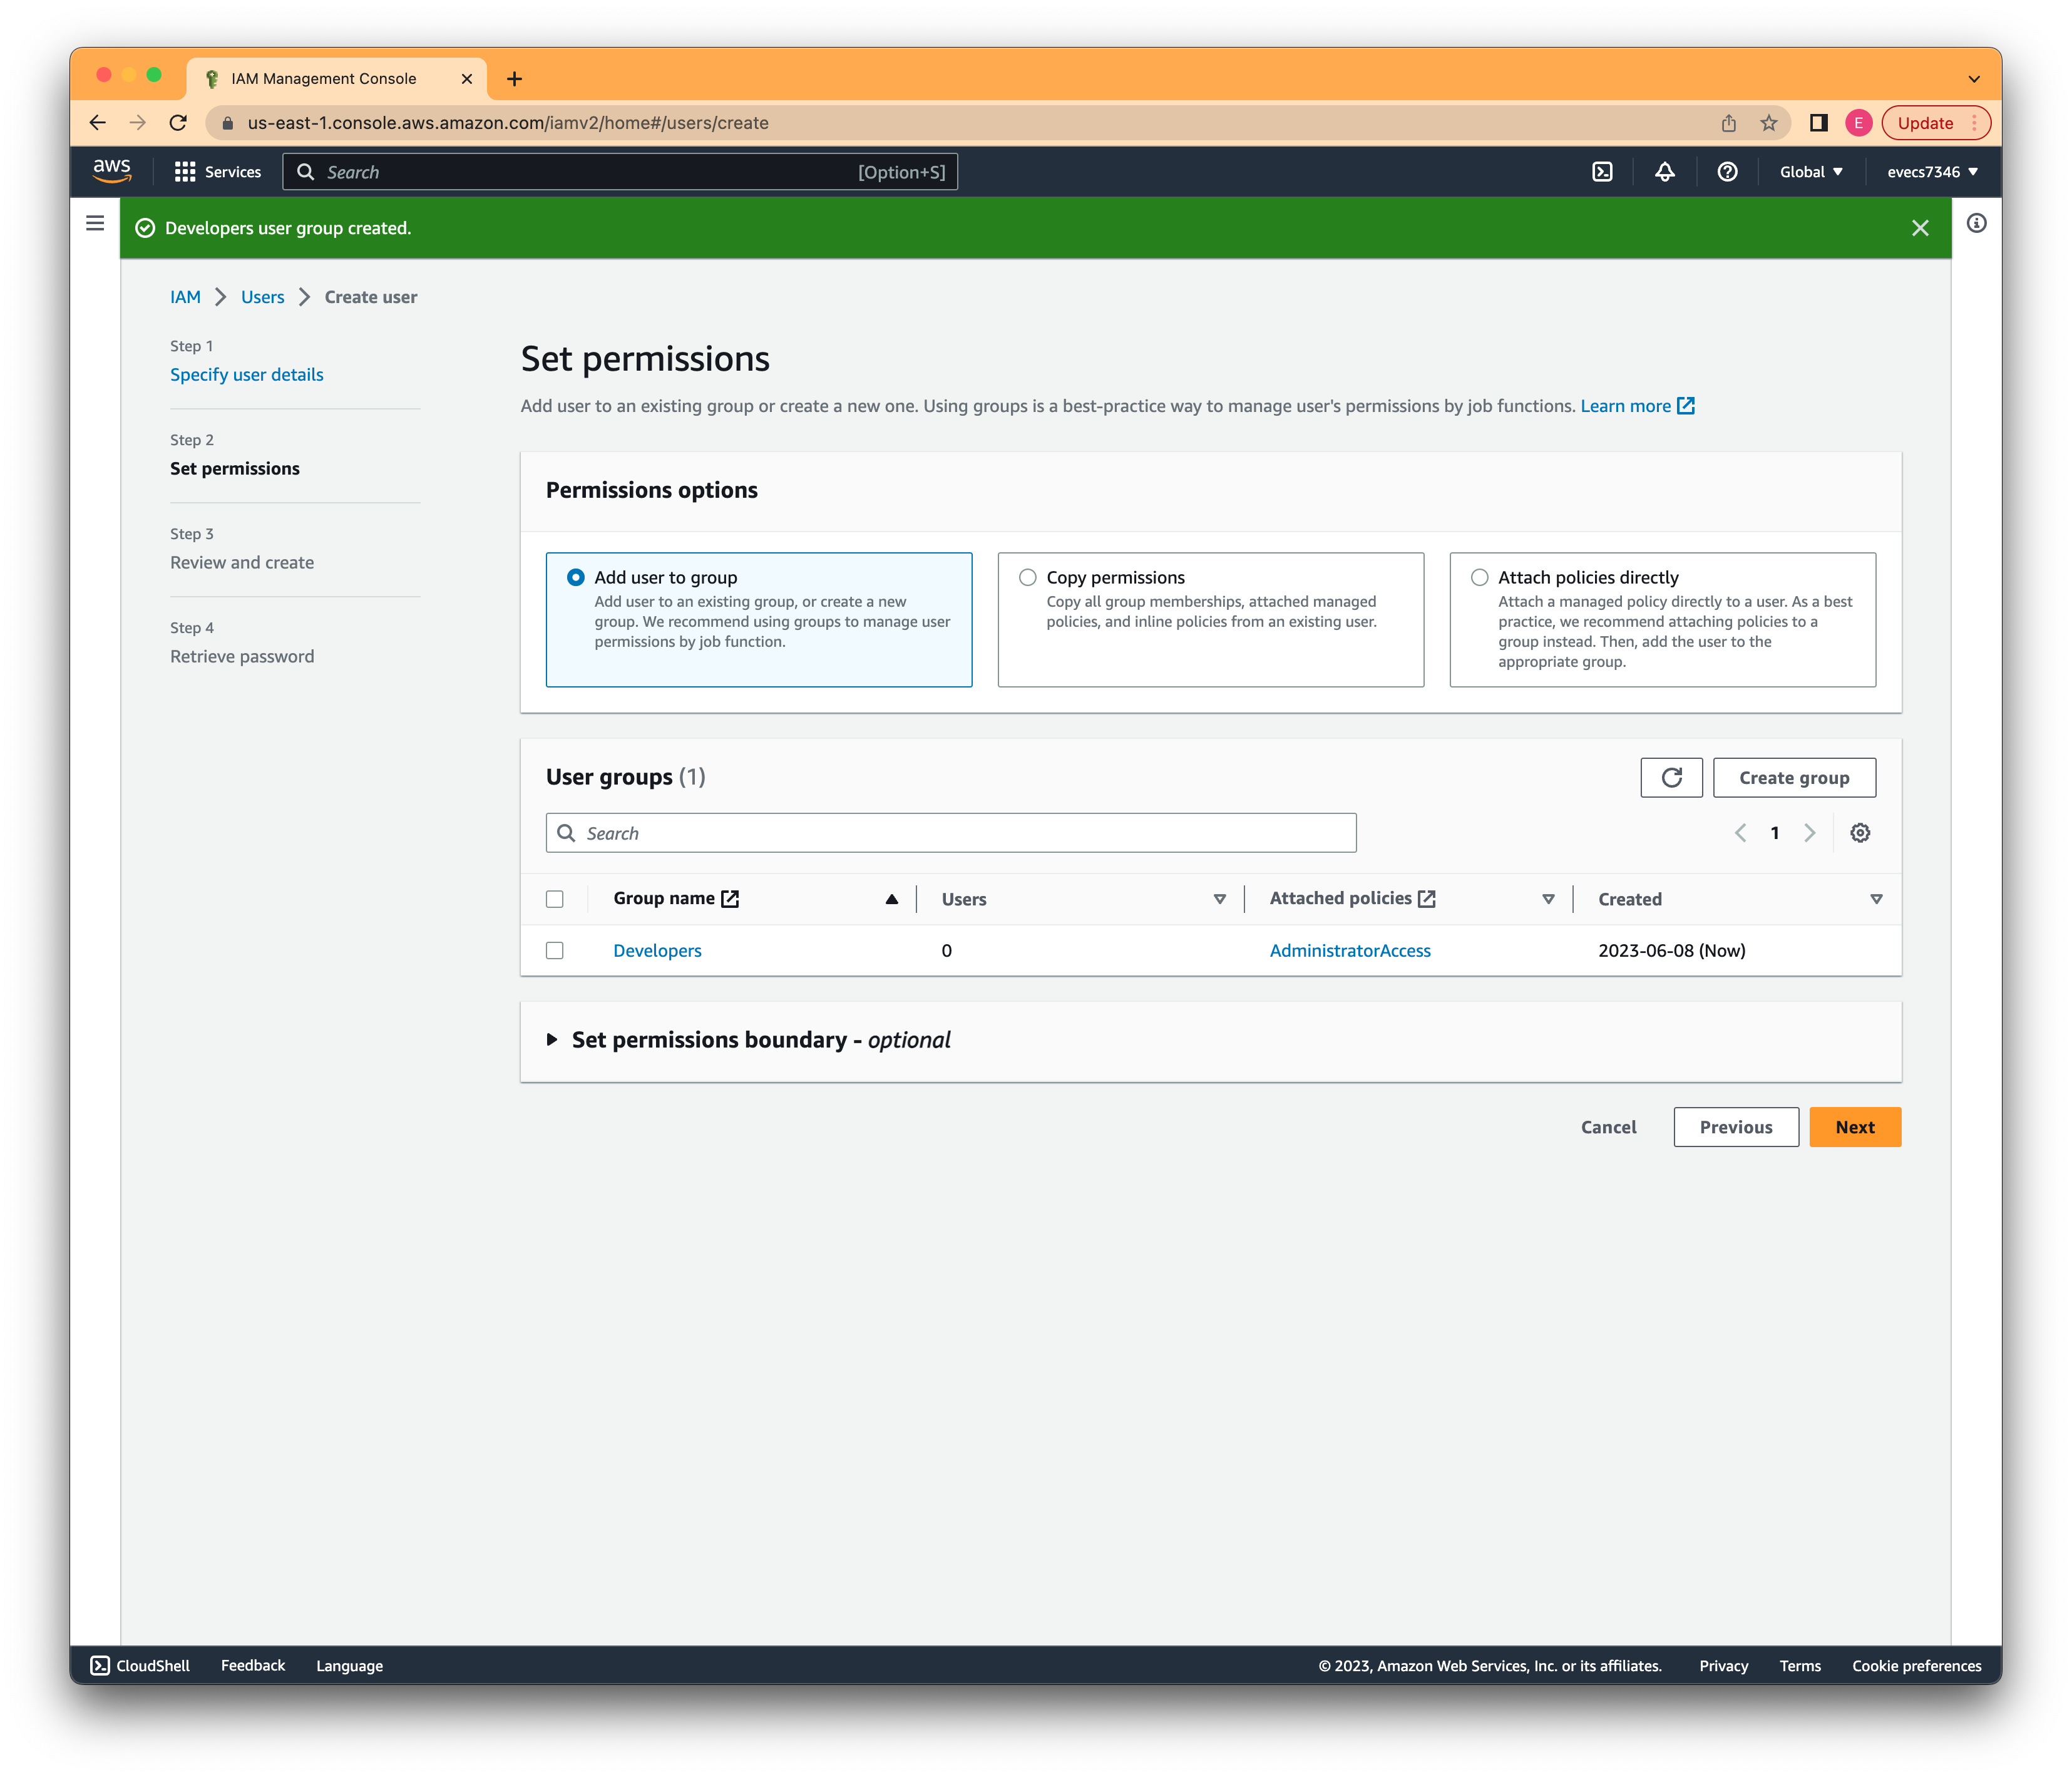 IAM Management Console
us-east-1.console.aws.amazon.com/iamv2/home#/users/create
E
Update
aws
Services
Search
[Option+S]
Global
evecs7346
Developers user group created.
IAM
Users
Create user
Step 1
Specify user details
Step 2
Set permissions
Step 3
Review and create
Step 4
Retrieve password
Set permissions
Add user to an existing group or create a new one. Using groups is a best-practice way to manage user's permissions by job functions. Learn more
Permissions options
Add user to group
Add user to an existing group, or create a new
group. We recommend using groups to manage user
permissions by job function.
Copy permissions
Copy all group memberships, attached managed
policies, and inline policies from an existing user.
Attach policies directly
Attach a managed policy directly to a user. As a best
practice, we recommend attaching policies to a
group instead. Then, add the user to the
appropriate group.
User groups (1)
Create group
Search
1
Group name
Users
Attached policies
Created
Developers
0
AdministratorAccess
2023-06-08 (Now)
Set permissions boundary - optional
Cancel
Previous
Next
CloudShell
Feedback
Language
© 2023, Amazon Web Services, Inc. or its affiliates.
Privacy
Terms
Cookie preferences